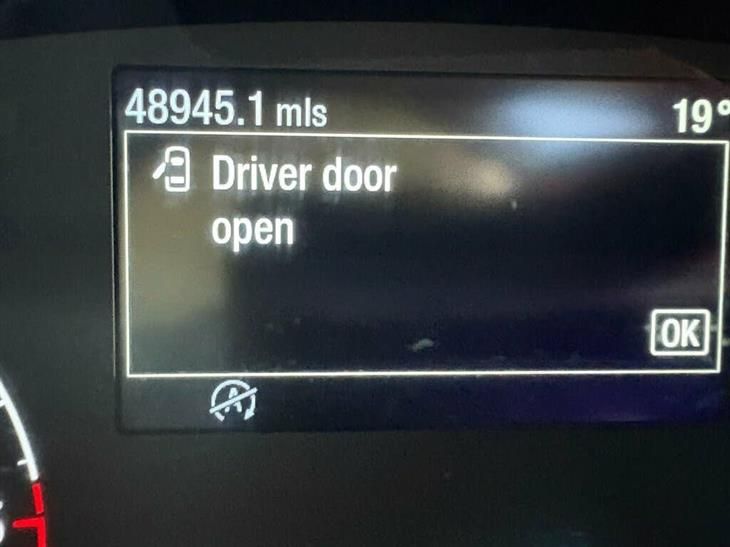 48945.1 mls
19°
Driver door
open
OK
A